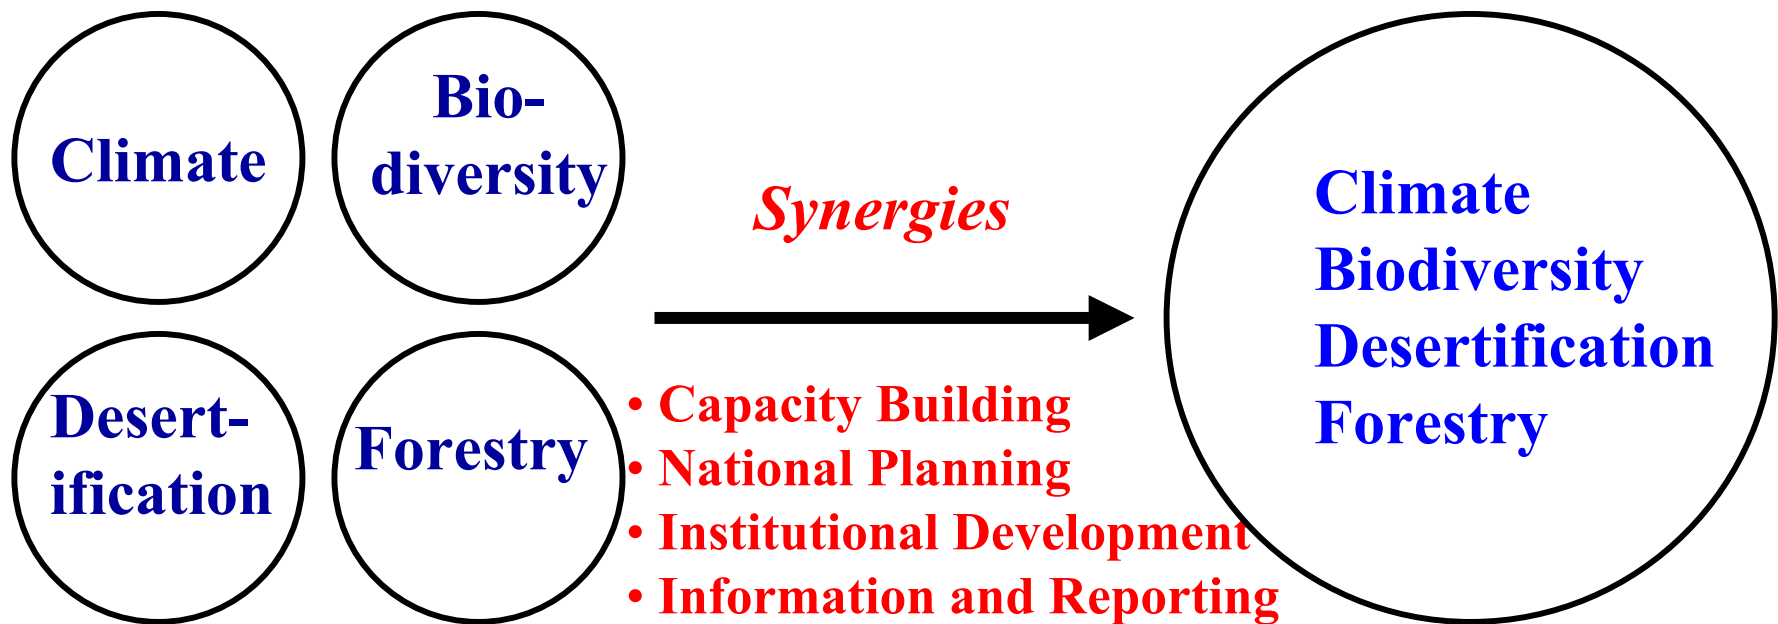 Climate
Bio-
diversity
Desert-
ification
Forestry
Synergies
• Capacity Building
• National Planning
• Institutional Development
• Information and Reporting
Climate
Biodiversity
Desertification
Forestry